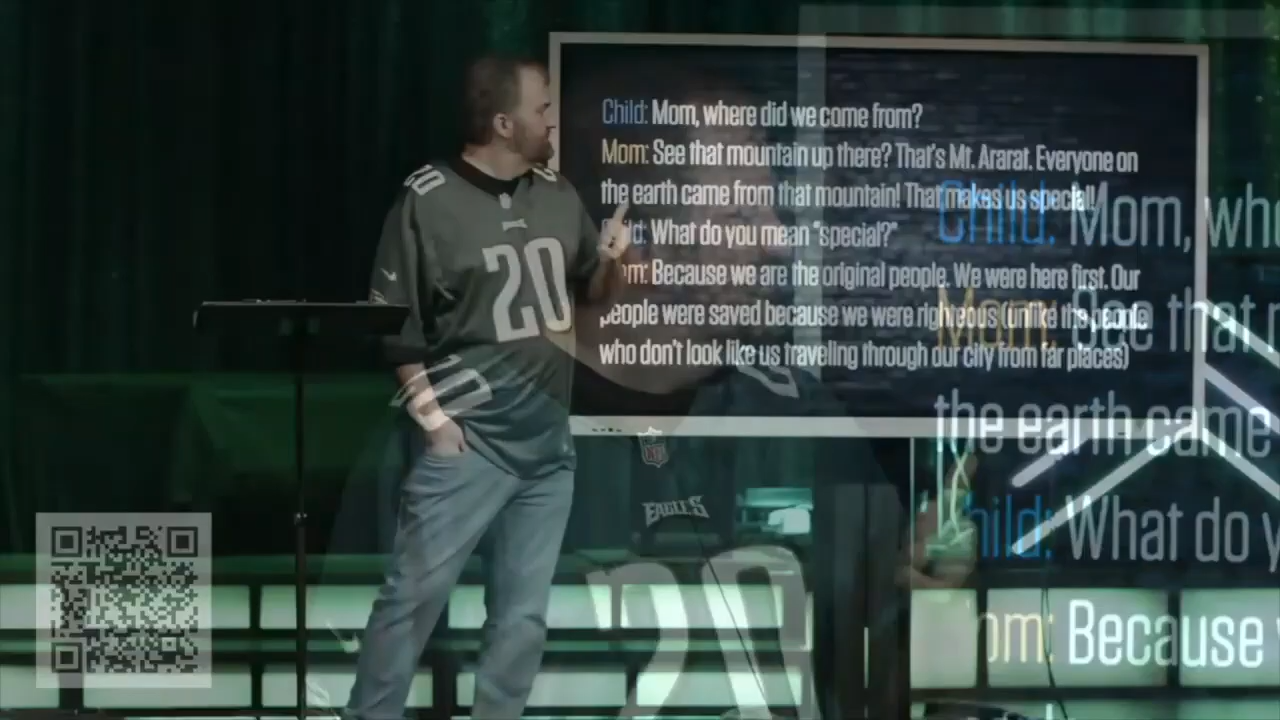 Child: Mom, where did we come from?
Mom: See that mountain up there? That's Mt. Ararat. Everyone on
the earth came from that mountain! That makes us special!
Child: What do you mean "special?"
Mom: Because we are the original people. We were here first. Our
people were saved because we were righteous (unlike the people
who don't look like us traveling through our city from far places)
20
20
20
NFL
EAGLES
20
Child: Mom, whe
Mom: See that m
the earth came
Child: What do y
om: Because w